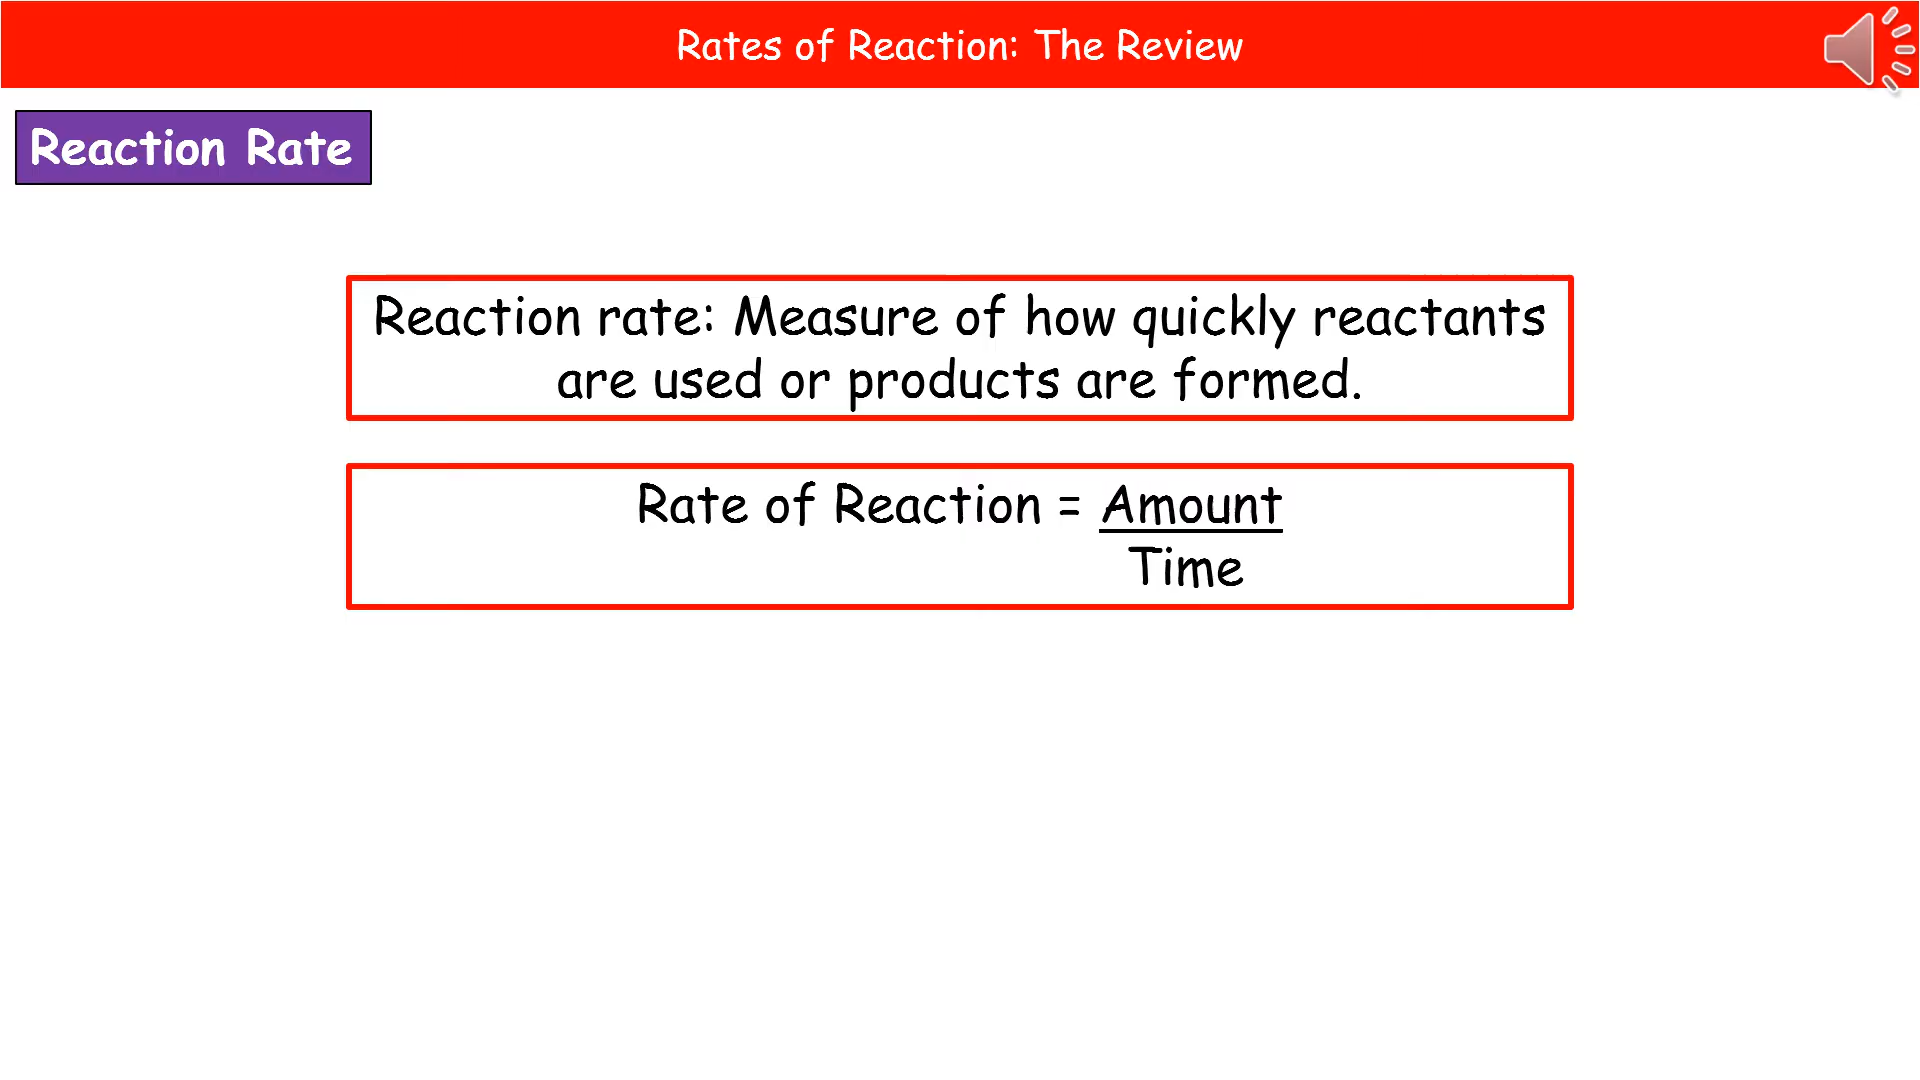 Rates of Reaction: The Review
Reaction Rate
Reaction rate: Measure of how quickly reactants
are used or products are formed.
Rate of Reaction = Amount
Time